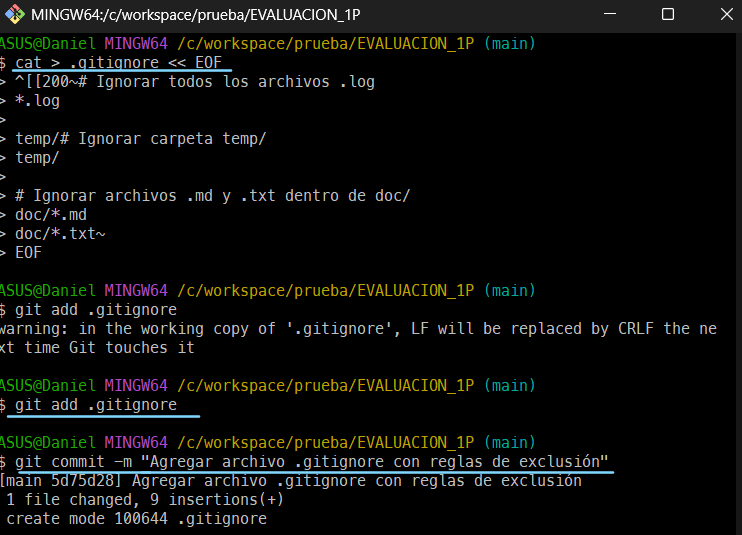 MINGW64:/c/workspace/prueba/EVALUACION_1P
ASUS@Daniel MINGW64 /c/workspace/prueba/EVALUACION_1P (main)
$ cat > .gitignore << EOF
> ^[[200~# Ignorar todos los archivos .log
> *.log
>
> temp/# Ignorar carpeta temp/
> temp/
>
> # Ignorar archivos .md y .txt dentro de doc/
> doc/*.md
> doc/*.txt~
> EOF
ASUS@Daniel MINGW64 /c/workspace/prueba/EVALUACION_1P (main)
$ git add .gitignore
warning: in the working copy of '.gitignore', LF will be replaced by CRLF the ne
xt time Git touches it
ASUS@Daniel MINGW64 /c/workspace/prueba/EVALUACION_1P (main)
$ git add .gitignore
ASUS@Daniel MINGW64 /c/workspace/prueba/EVALUACION_1P (main)
$ git commit -m "Agregar archivo .gitignore con reglas de exclusión"
[main 5d75d28] Agregar archivo .gitignore con reglas de exclusión
 1 file changed, 9 insertions(+)
 create mode 100644 .gitignore